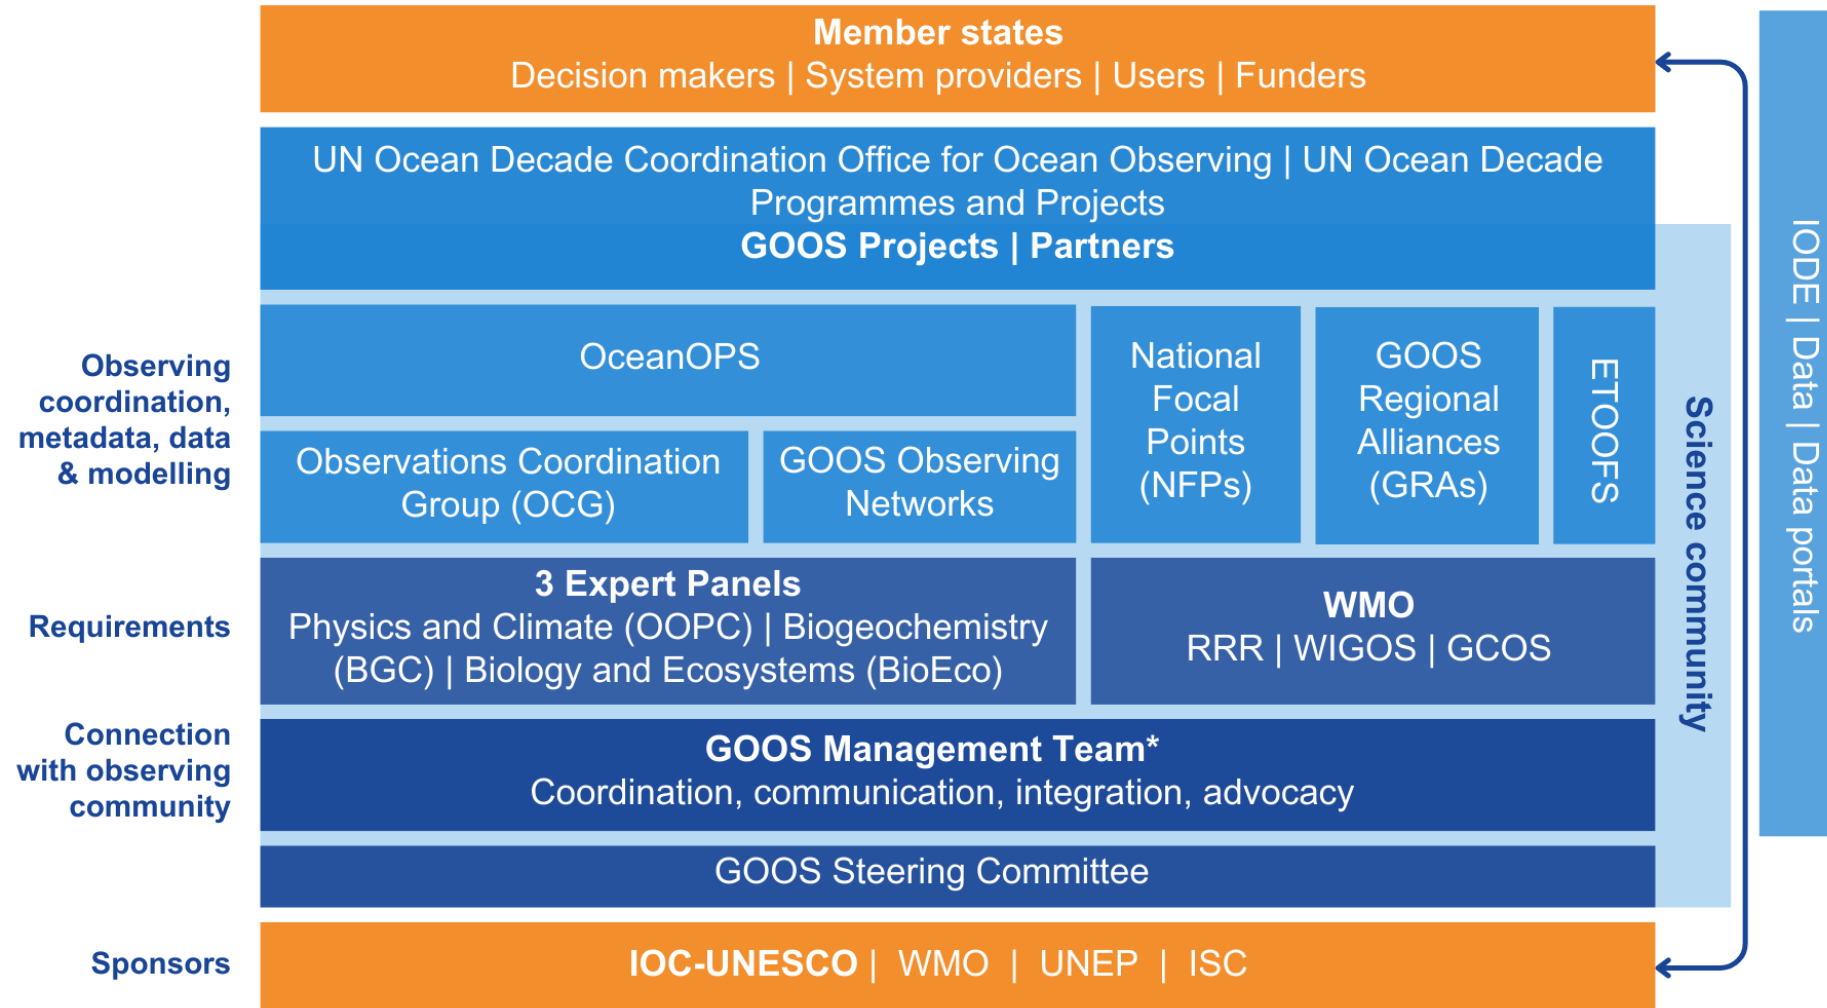 Member states
Decision makers | System providers | Users | Funders
UN Ocean Decade Coordination Office for Ocean Observing | UN Ocean Decade
Programmes and Projects
GOOS Projects | Partners
Observing
coordination,
metadata, data
& modelling
OceanOPS
Observations Coordination
Group (OCG)
GOOS Observing
Networks
National
Focal
Points
(NFPs)
GOOS
Regional
Alliances
(GRAs)
ETOOFS
Requirements
3 Expert Panels
Physics and Climate (OOPC) | Biogeochemistry
(BGC) | Biology and Ecosystems (BioEco)
WMO
RRR | WIGOS | GCOS
Connection
with observing
community
GOOS Management Team*
Coordination, communication, integration, advocacy
GOOS Steering Committee
Sponsors
IOC-UNESCO | WMO | UNEP | ISC
Science community
IODE | Data | Data portals